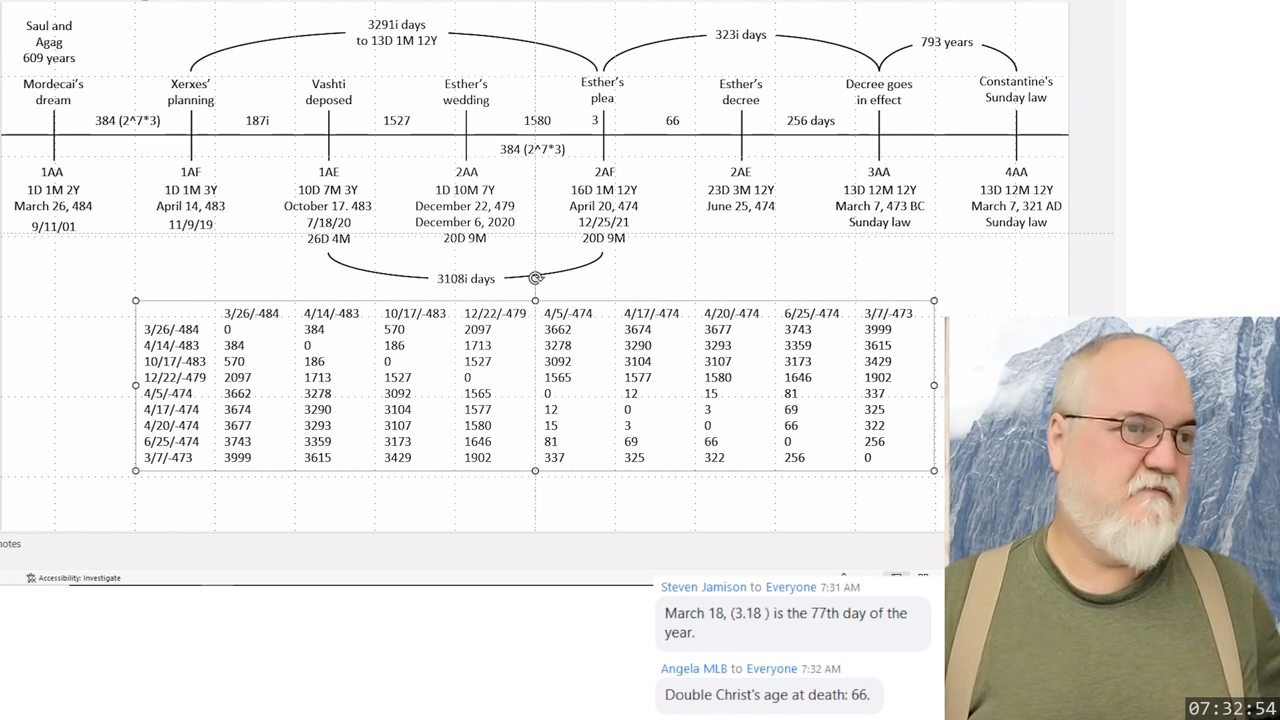 Saul and
Agag
609 years
3291i days
to 13D 1M 12Y
323i days
793 years
Mordecai's
dream
Xerxes'
planning
Vashti
deposed
Esther's
wedding
Esther's
plea
Esther's
decree
Decree goes
in effect
Constantine's
Sunday law
384 (2^7*3)
187i
1527
1580
3
66
256 days
384 (2^7*3)
1AA
1D 1M 2Y
March 26, 484
9/11/01
1AF
1D 1M 3Y
April 14, 483
11/9/19
1AE
10D 7M 3Y
October 17. 483
7/18/20
26D 4M
2AA
1D 10M 7Y
December 22, 479
December 6, 2020
20D 9M
2AF
16D 1M 12Y
April 20, 474
12/25/21
20D 9M
2AE
23D 3M 12Y
June 25, 474
3AA
13D 12M 12Y
March 7, 473 BC
Sunday law
4AA
13D 12M 12Y
March 7, 321 AD
Sunday law
3108i days
3/26/-484 4/14/-483 10/17/-483 12/22/-479 4/5/-474 4/17/-474 4/20/-474 6/25/-474 3/7/-473
3/26/-484 0 384 570 2097 3662 3674 3677 3743 3999
4/14/-483 384 0 186 1713 3278 3290 3293 3359 3615
10/17/-483 570 186 0 1527 3092 3104 3107 3173 3429
12/22/-479 2097 1713 1527 0 1565 1577 1580 1646 1902
4/5/-474 3662 3278 3092 1565 0 12 15 81 337
4/17/-474 3674 3290 3104 1577 12 0 3 69 325
4/20/-474 3677 3293 3107 1580 15 3 0 66 322
6/25/-474 3743 3359 3173 1646 81 69 66 0 256
3/7/-473 3999 3615 3429 1902 337 325 322 256 0
notes
Accessibility: Investigate
Steven Jamison to Everyone 7:31 AM
March 18, (3.18 ) is the 77th day of the
year.
Angela MLB to Everyone 7:32 AM
Double Christ's age at death: 66.
07:32:54